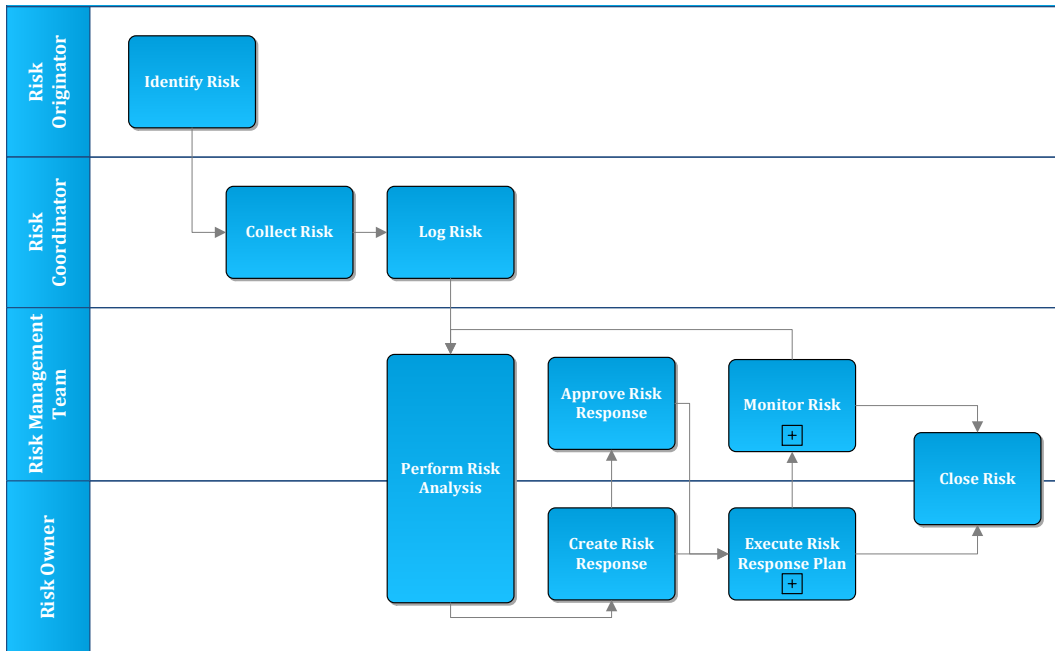 Risk
Originator
Identify Risk
Risk
Coordinator
Collect Risk
Log Risk
Risk Management
Team
Approve Risk
Response
Monitor Risk
+
Perform Risk
Analysis
Close Risk
Risk Owner
Create Risk
Response
Execute Risk
Response Plan
+